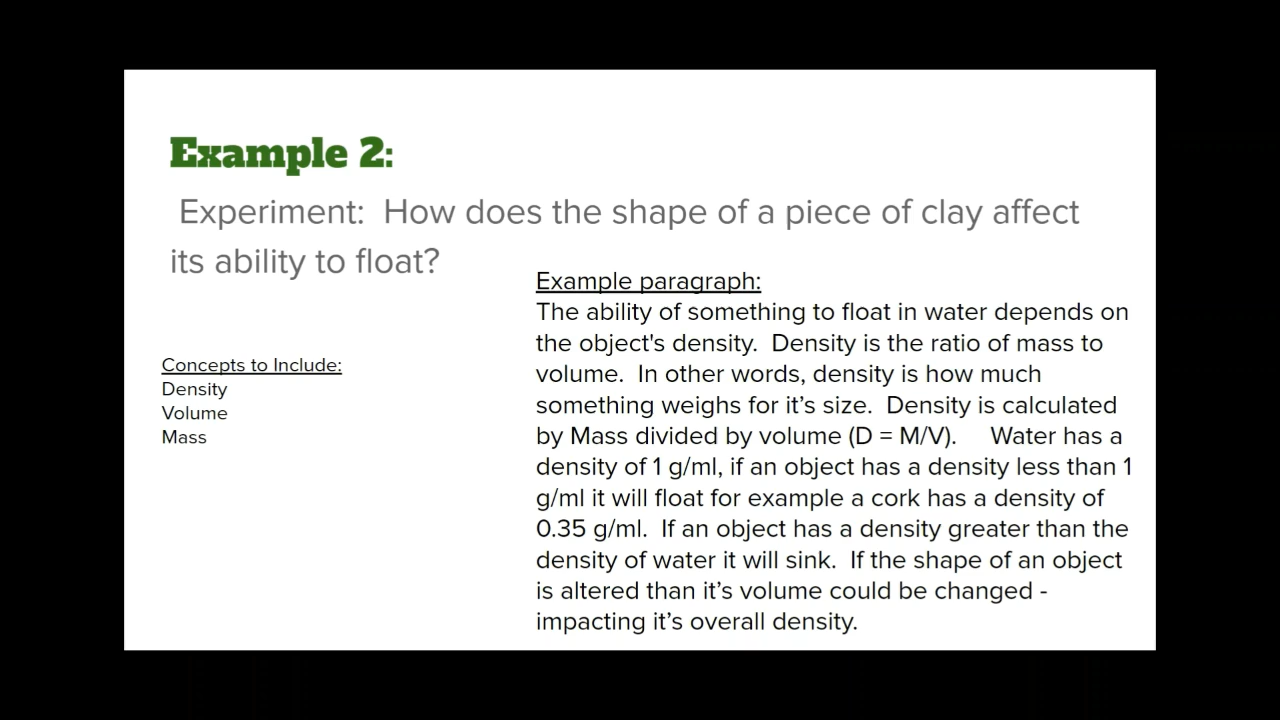 Example 2:
Experiment: How does the shape of a piece of clay affect
its ability to float?
Concepts to Include:
Density
Volume
Mass
Example paragraph:
The ability of something to float in water depends on
the object's density. Density is the ratio of mass to
volume. In other words, density is how much
something weighs for it’s size. Density is calculated
by Mass divided by volume (D = M/V). Water has a
density of 1 g/ml, if an object has a density less than 1
g/ml it will float for example a cork has a density of
0.35 g/ml. If an object has a density greater than the
density of water it will sink. If the shape of an object
is altered than it’s volume could be changed -
impacting it’s overall density.